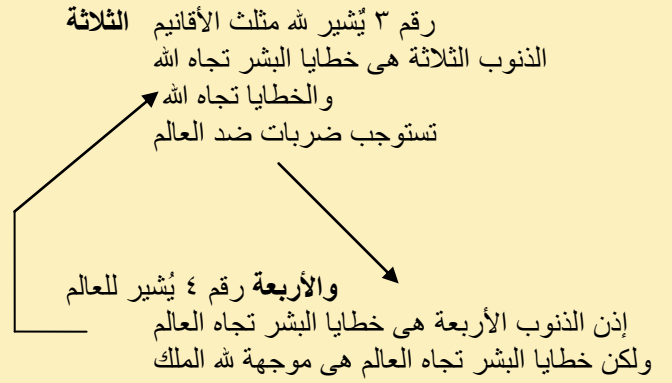 الثلاثة رقم ٣ يُشير لله مثلث الأقانيم
الذنوب الثلاثة هى خطايا البشر تجاه الله
والخطايا تجاه الله
تستوجب ضربات ضد العالم
والأربعة رقم ٤ يُشير للعالم
إذن الذنوب الأربعة هى خطايا البشر تجاه العالم
ولكن خطايا البشر تجاه العالم هى موجهة لله الملك